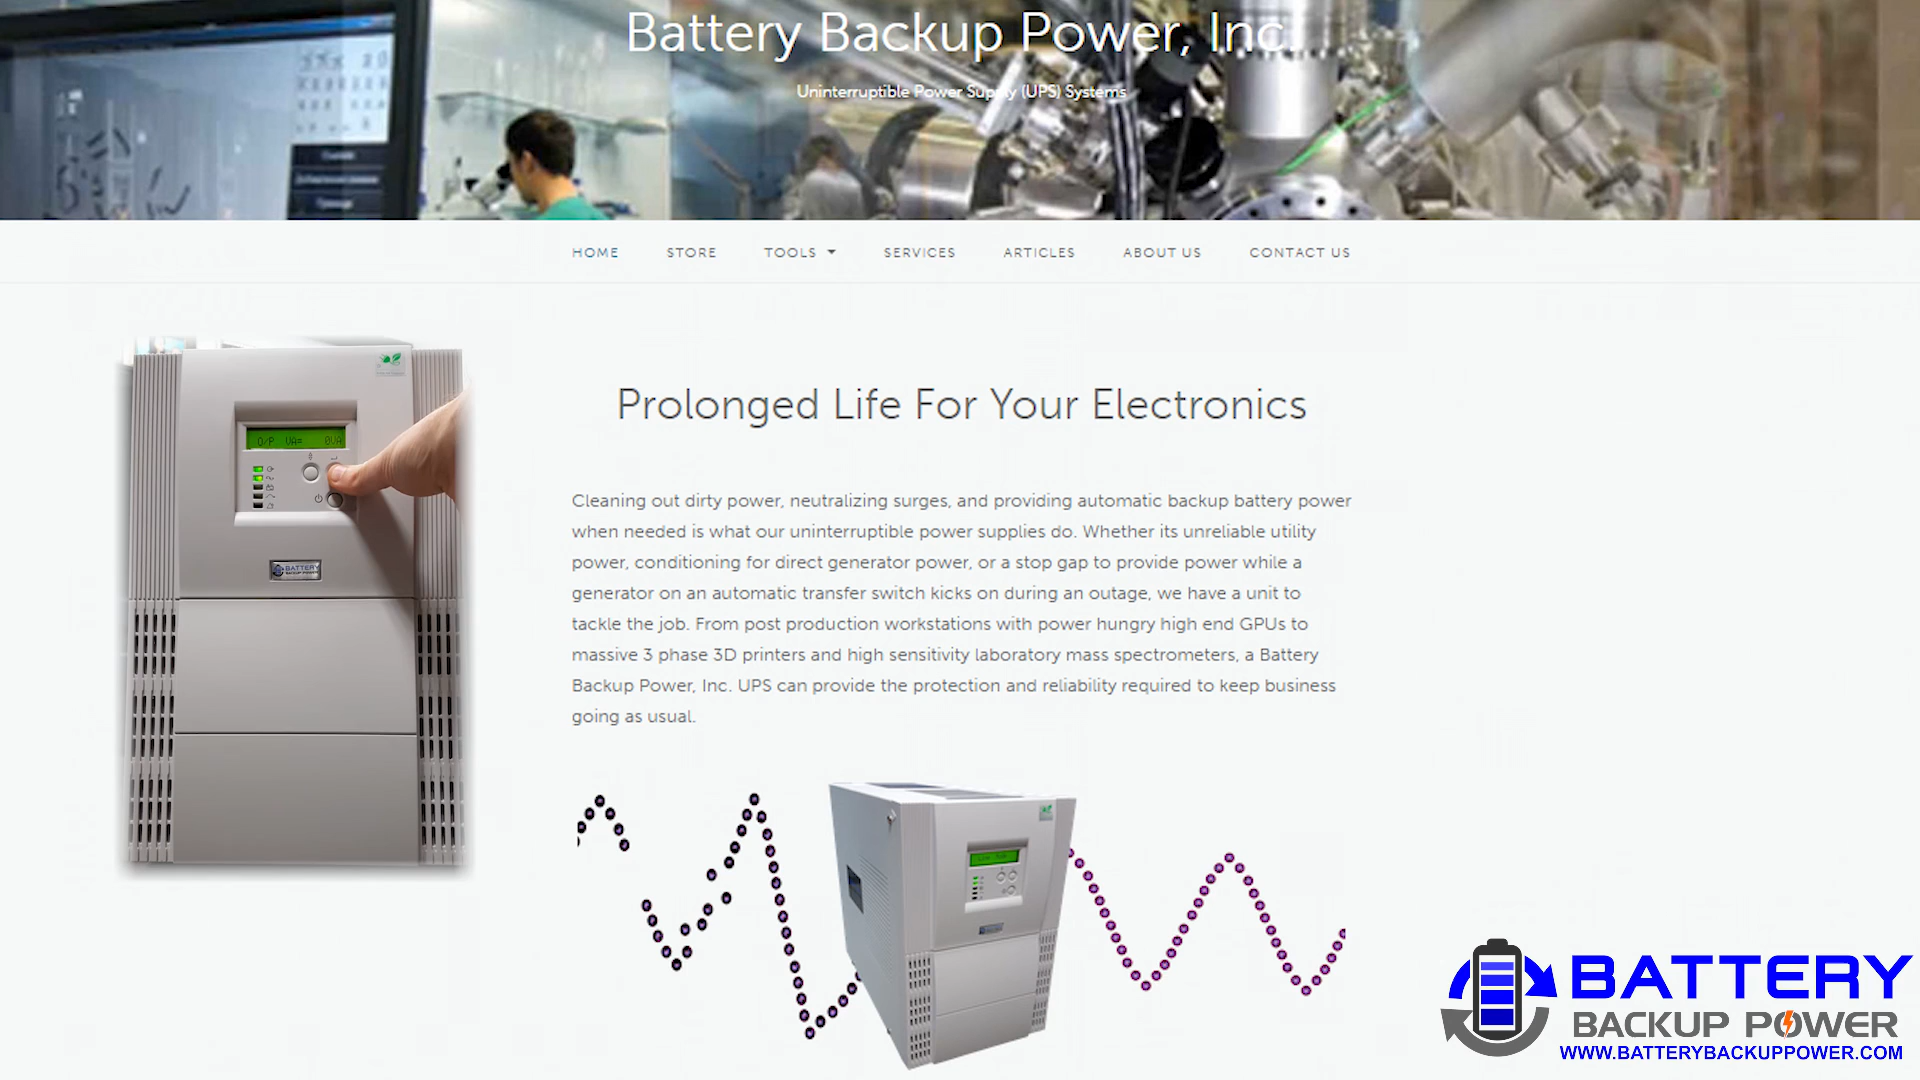 Battery Backup Power, Inc.
Uninterruptible Power Supply (UPS) Systems
HOME
STORE
TOOLS
SERVICES
ARTICLES
ABOUT US
CONTACT US
O/P VA= 0VA
BATTERY
BACKUP POWER
Prolonged Life For Your Electronics
Cleaning out dirty power, neutralizing surges, and providing automatic backup battery power
when needed is what our uninterruptible power supplies do. Whether its unreliable utility
power, conditioning for direct generator power, or a stop gap to provide power while a
generator on an automatic transfer switch kicks on during an outage, we have a unit to
tackle the job. From post production workstations with power hungry high end GPUs to
massive 3 phase 3D printers and high sensitivity laboratory mass spectrometers, a Battery
Backup Power, Inc. UPS can provide the protection and reliability required to keep business
going as usual.
BATTERY
BACKUP POWER
WWW.BATTERYBACKUPPOWER.COM